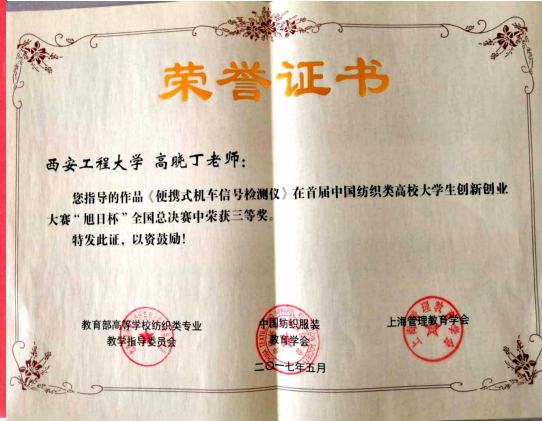 荣誉证书
西安工程大学 高晓丁老师：
您指导的作品《便携式机车信号检测仪》在首届中国纺织类高校大学生创新创业
大赛“旭日杯”全国总决赛中荣获三等奖。
特发此证，以资鼓励！
教育部高等学校纺织类专业
教学指导委员会
中国纺织服装
教育学会
上海管理教育学会
二〇一七年五月